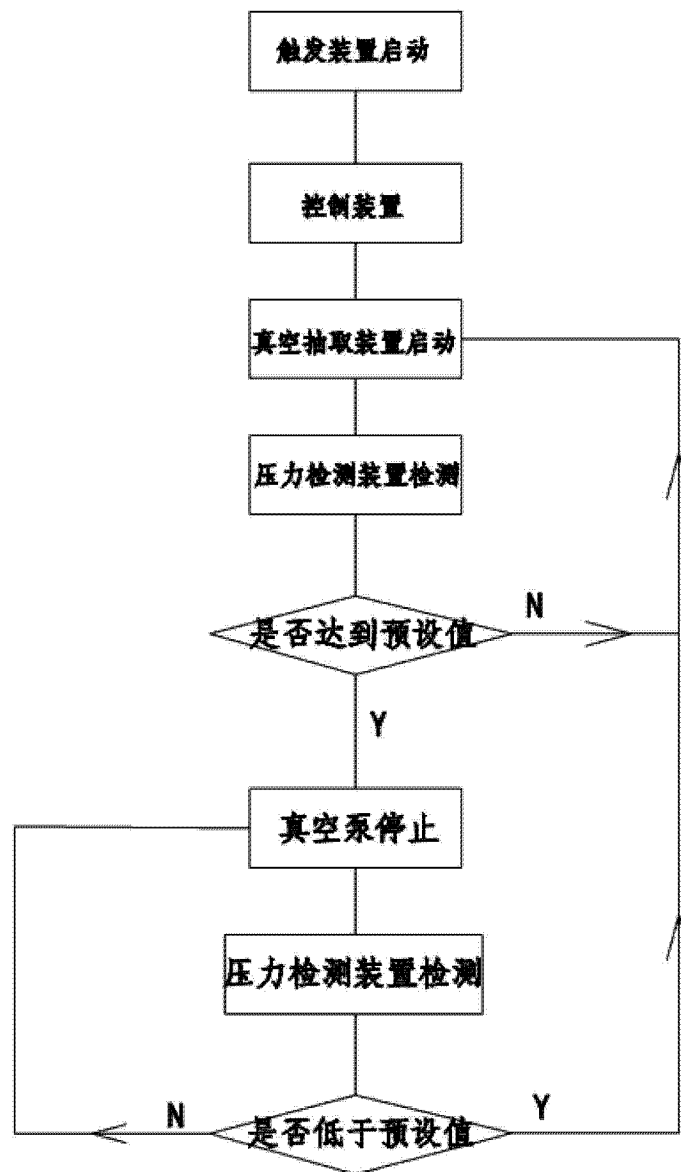 触发装置启动
控制装置
真空抽取装置启动
压力检测装置检测
是否达到预设值
N
Y
真空泵停止
压力检测装置检测
是否低于预设值
N
Y